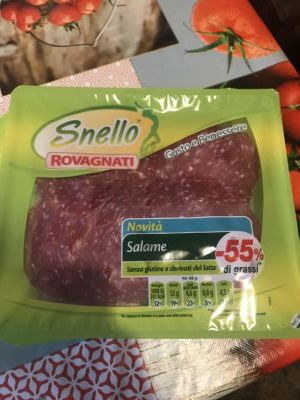 Snello
ROVAGNATI
Gusto e Benessere
Novità
Salame
-55%
di grassi
Senza glutine e derivati del latte